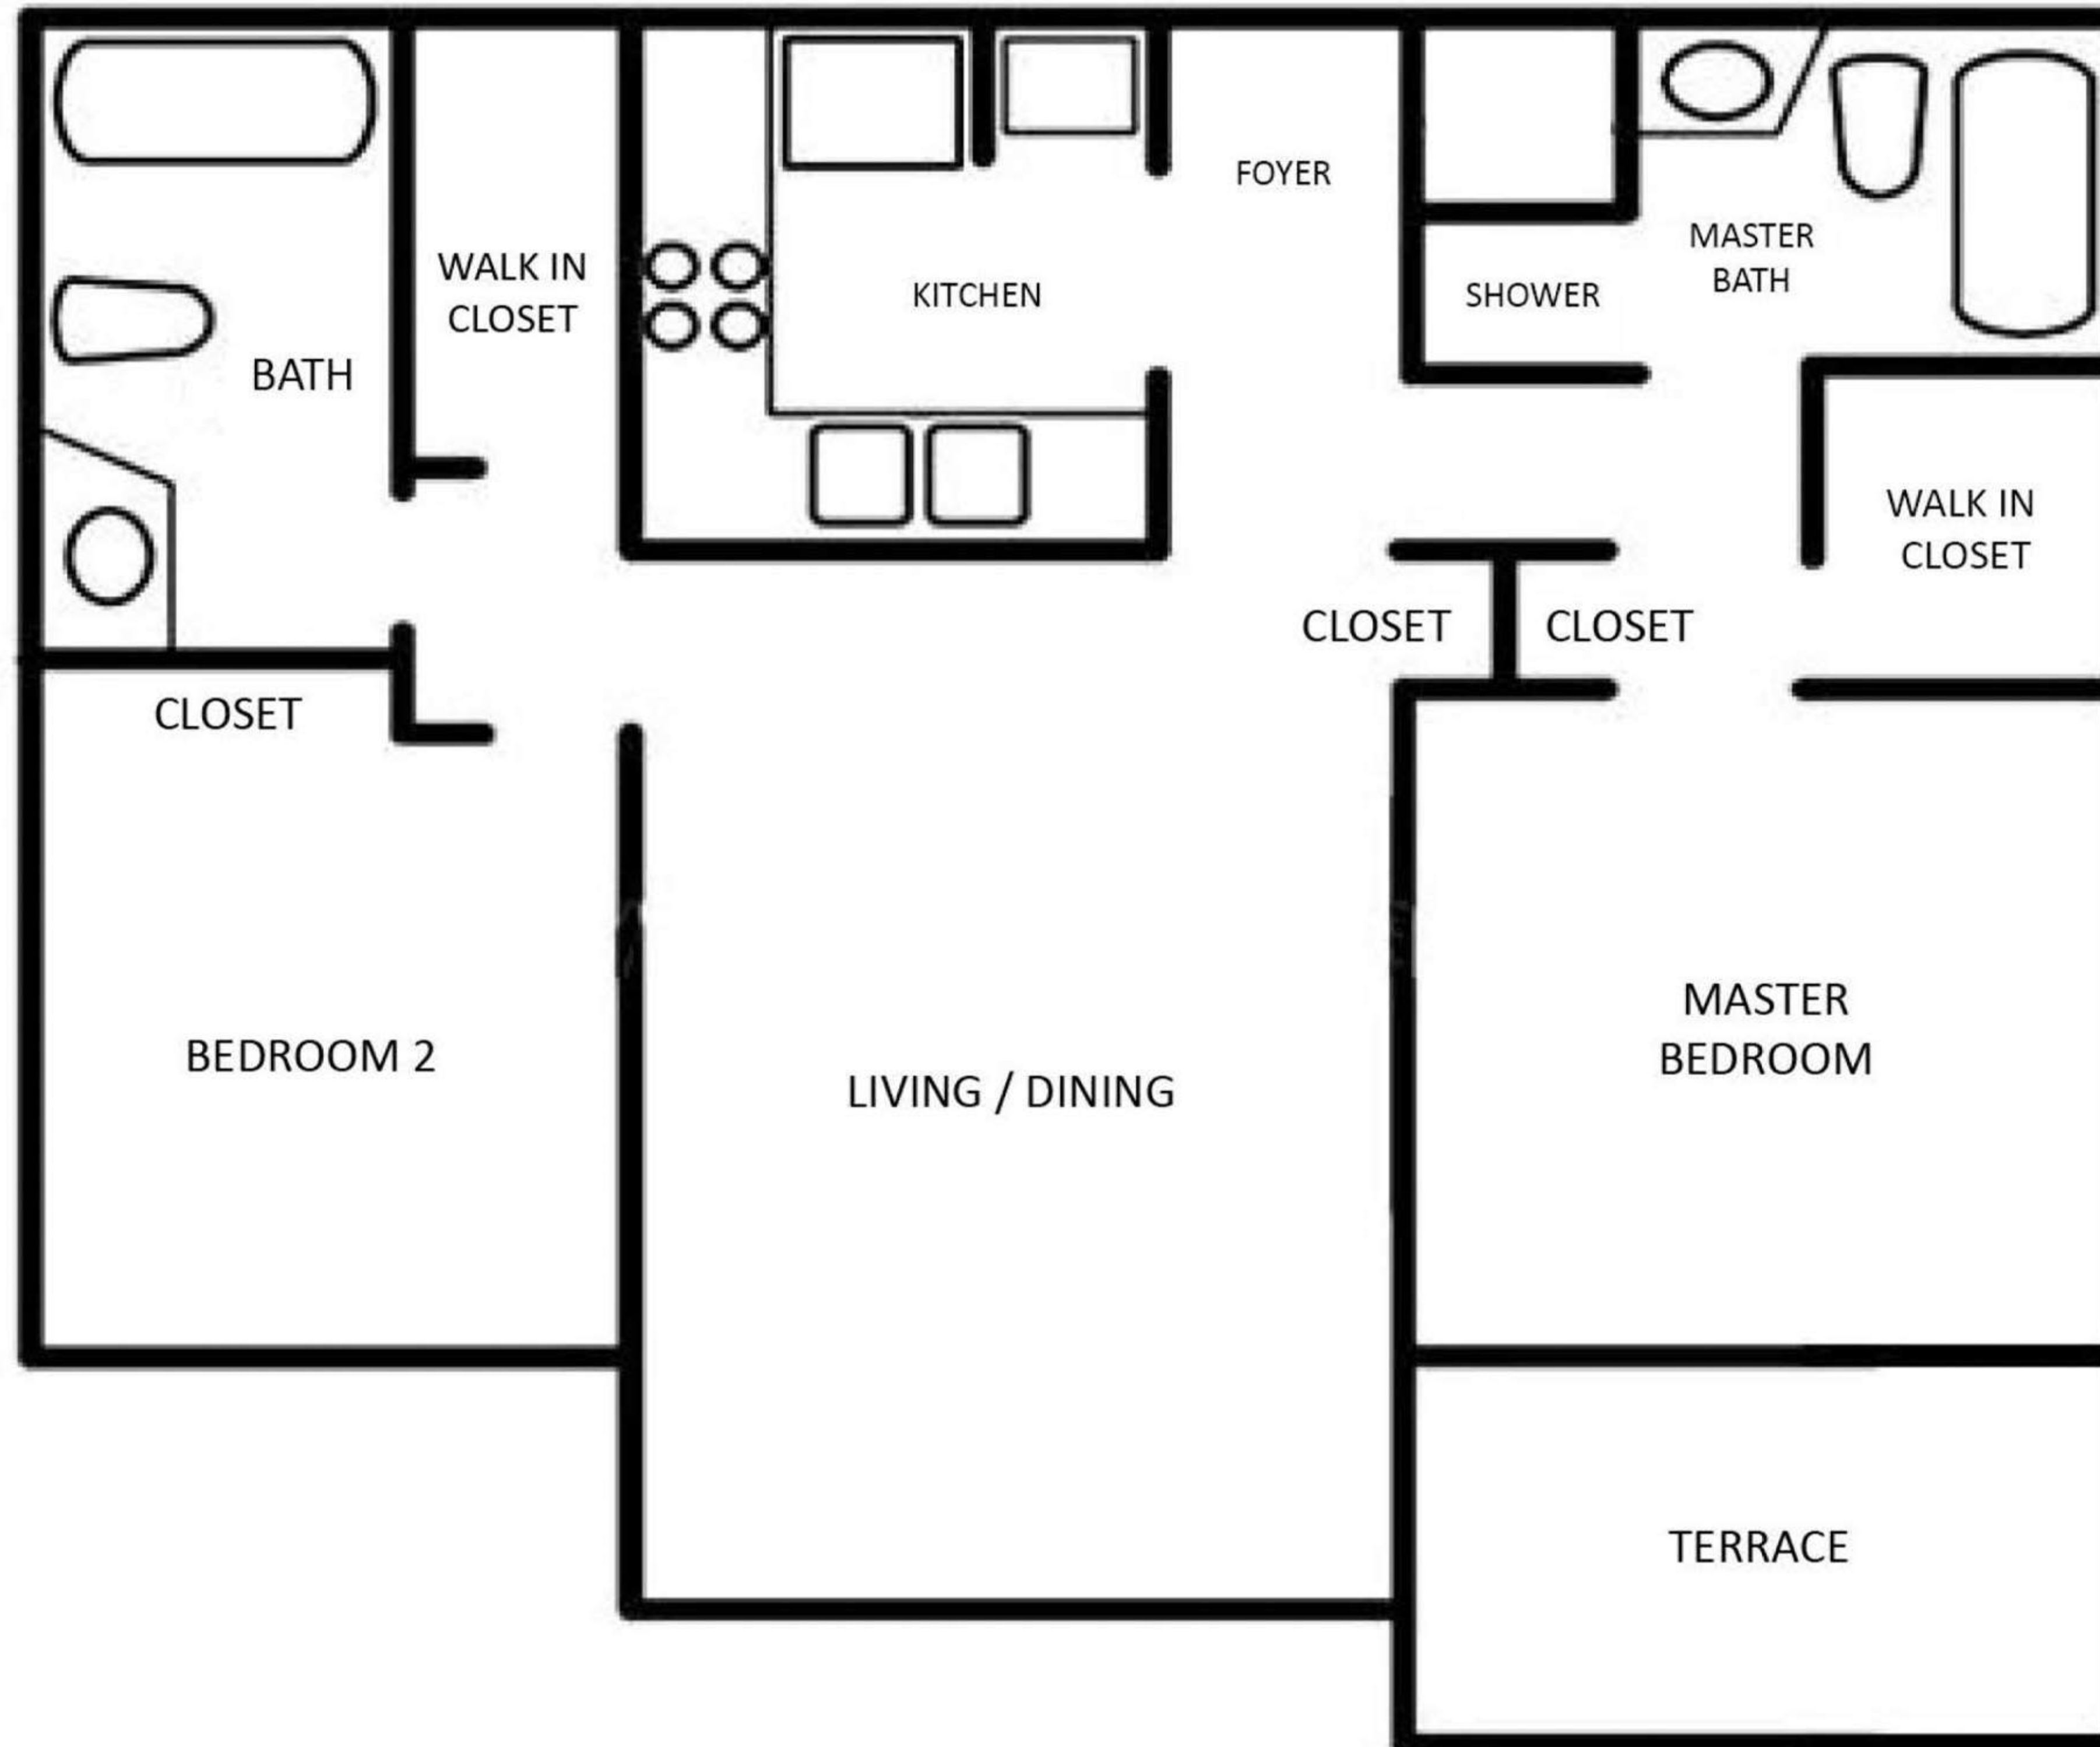 FOYER
MASTER
BATH
WALK IN
CLOSET
KITCHEN
SHOWER
BATH
WALK IN
CLOSET
CLOSET
CLOSET
CLOSET
MASTER
BEDROOM
BEDROOM 2
LIVING / DINING
TERRACE